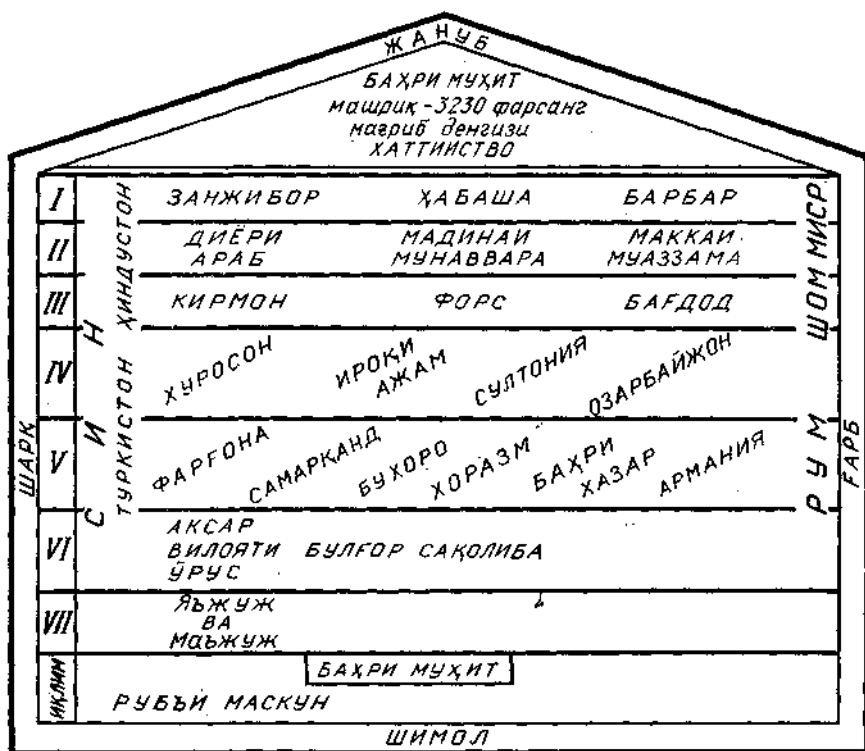 ЖАНУБ
БАҲРИ МУҲИТ
машриқ-3230 фарсанг
мағриб денгизи
ХАТТИИСТВО
I ЗАНЖИБОР ҲАБАША БАРБАР
II ДИЁРИ МАДИНАИ МАККАИ
АРАБ МУНАВВАРА МУАЗЗАМА
III КИРМОН ФОРС БАҒДОД
IV ХУРОСОН ИРОҚИ СУЛТОНИЯ ОЗАРБАЙЖОН
АЖАМ
V ФАРҒОНА САМАРҚАНД БУХОРО ХОРАЗМ БАҲРИ АРМАНИЯ
ХАЗАР
VI АКСАР
ВИЛОЯТИ БУЛҒОР САҚОЛИБА
ЎРУС
VII ЯЪЖУЖ
ВА
МАЪЖУЖ
ИҚЛИМ
БАҲРИ МУҲИТ
РУБЪИ МАСКУН
ШИМОЛ
ШАРҚ
СИН
ТУРКИСТОН ҲИНДУСТОН
РУМ ШОМ МИСР
ҒАРБ